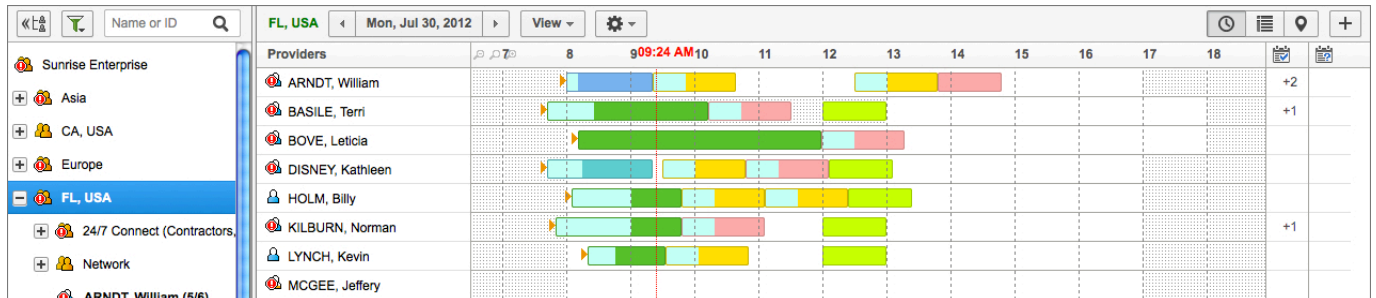 Name or ID
FL, USA
Mon, Jul 30, 2012
View
Sunrise Enterprise
Asia
CA, USA
Europe
FL, USA
24/7 Connect (Contractors,
Network
ARNDT, William (5/6)
Providers
7 8 9 09:24 AM 10 11 12 13 14 15 16 17 18
ARNDT, William +2
BASILE, Terri +1
BOVE, Leticia
DISNEY, Kathleen
HOLM, Billy
KILBURN, Norman +1
LYNCH, Kevin
MCGEE, Jeffery